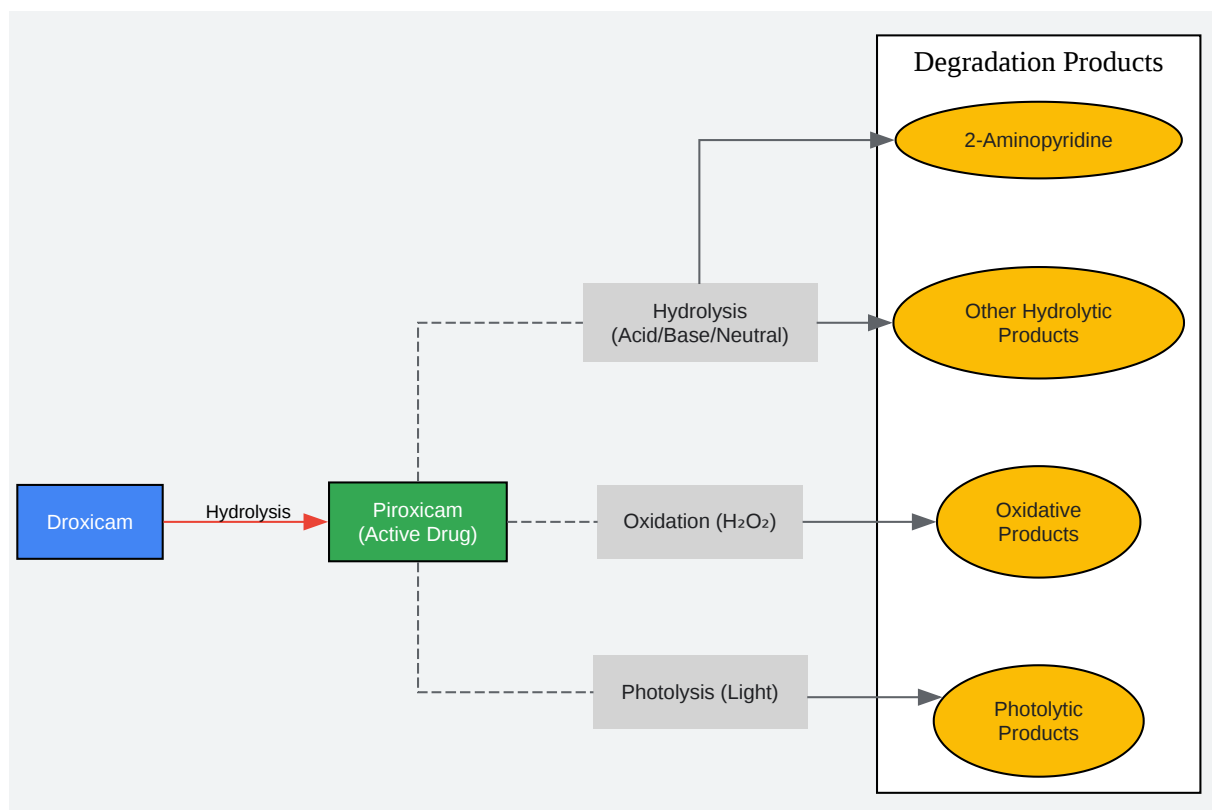 Degradation Products
2-Aminopyridine
Hydrolysis
(Acid/Base/Neutral)
Other Hydrolytic
Products
Droxicam
Hydrolysis
Piroxicam
(Active Drug)
Oxidation (H₂O₂)
Oxidative
Products
Photolysis (Light)
Photolytic
Products